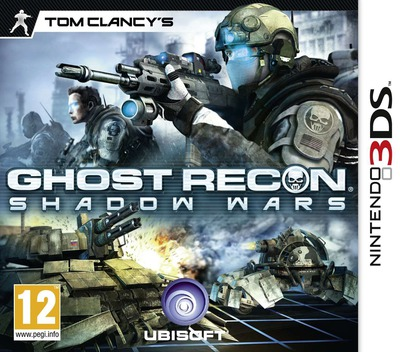 TOM CLANCY'S
GHOST RECON®
SHADOW WARS
NINTENDO 3DS
12
www.pegi.info
UBISOFT